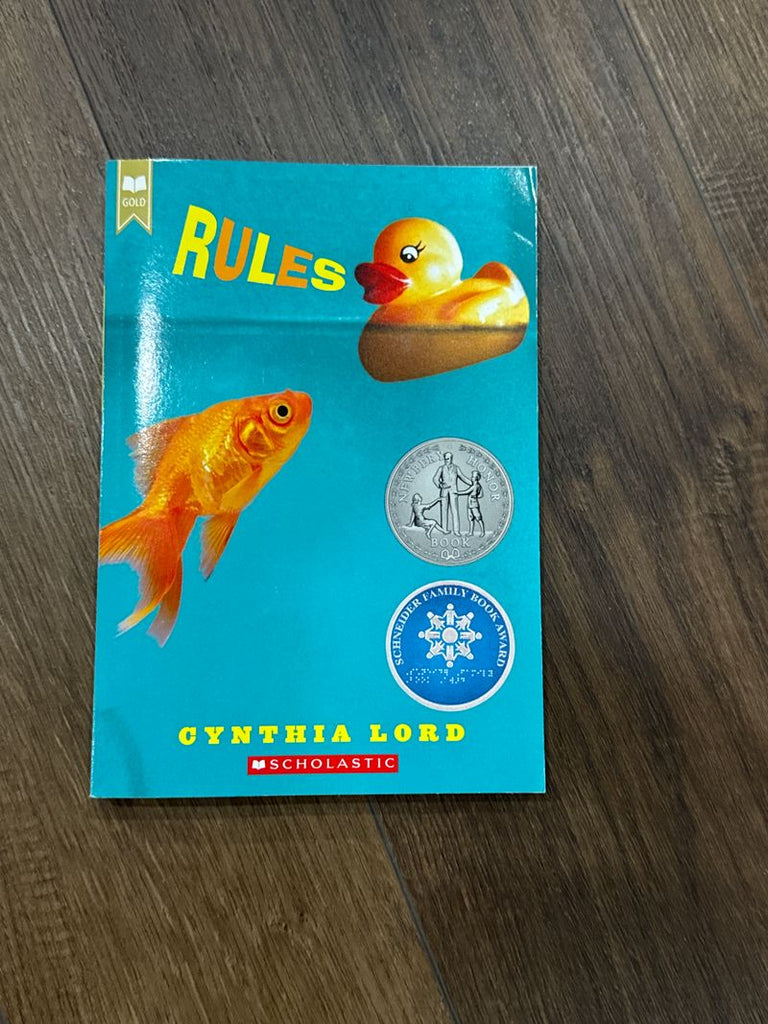 GOLD
RULES
NEWBERY HONOR
BOOK
SCHNEIDER FAMILY BOOK AWARD
CYNTHIA LORD
SCHOLASTIC